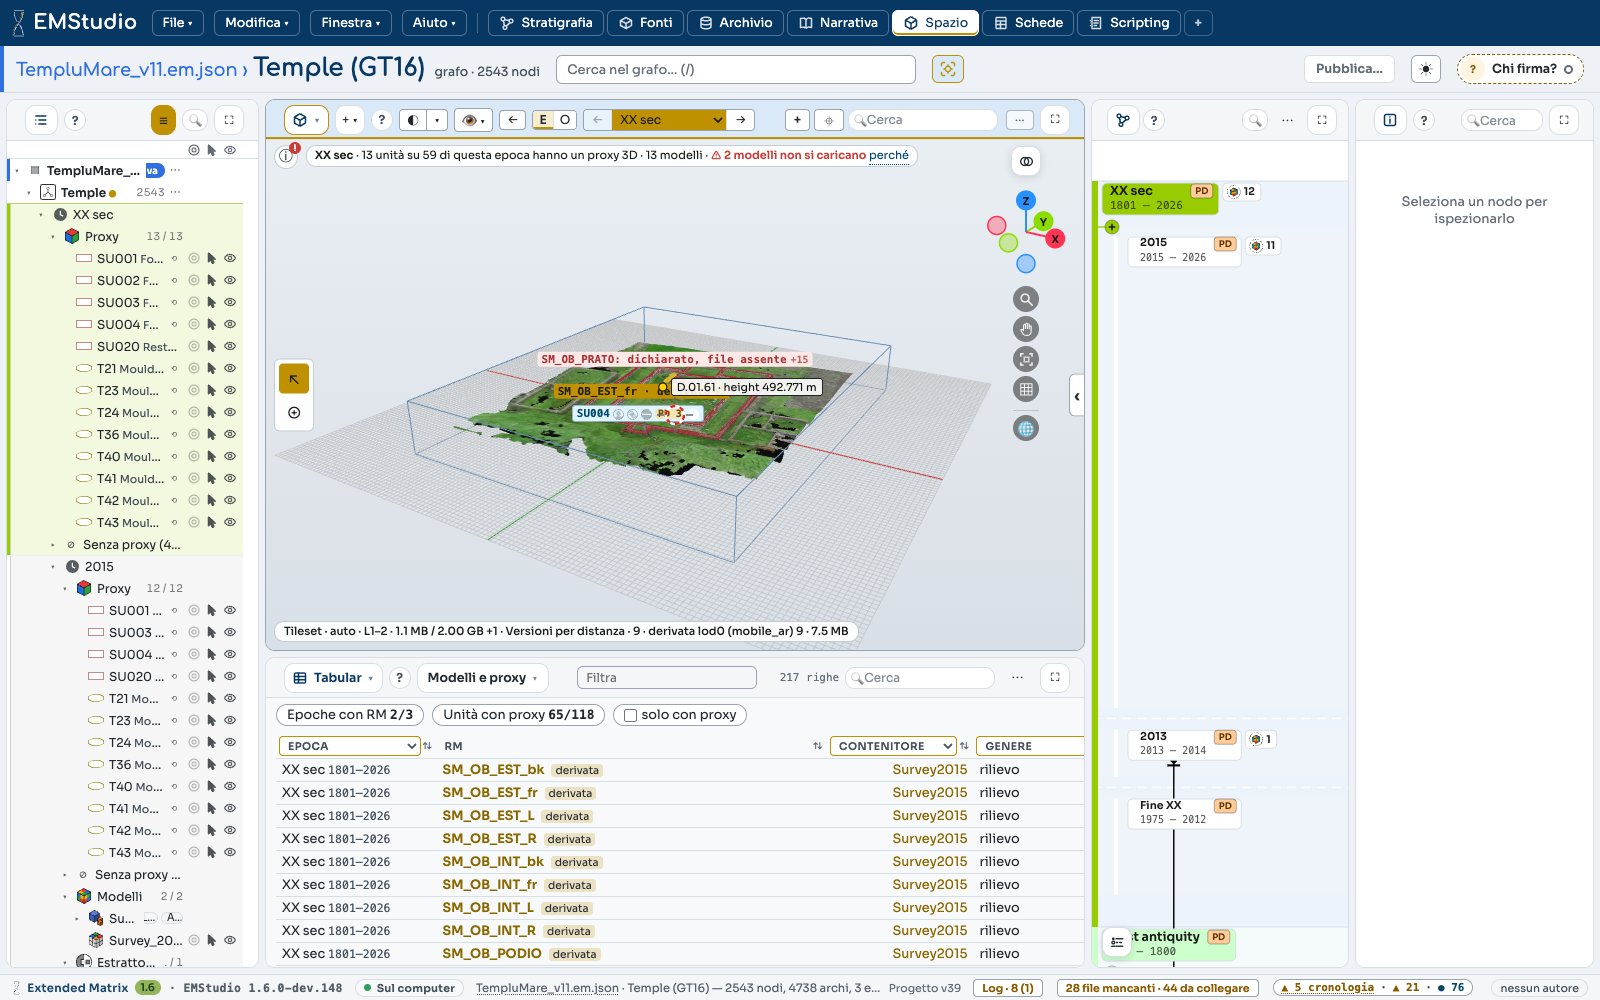 EMStudio File Modifica Finestra Aiuto Stratigrafia Fonti Archivio Narrativa Spazio Schede Scripting +
TempluMare_v11.em.json › Temple (GT16) grafo · 2543 nodi Cerca nel grafo... (/) Pubblica... ? Chi firma?
?
TempluMare_... va ...
Temple 2543 ...
XX sec
Proxy 13 / 13
SU001 Fo...
SU002 F...
SU003 F...
SU004 F...
SU020 Rest...
T21 Mould...
T23 Moul...
T24 Moul...
T36 Moul...
T40 Moul...
T41 Mould...
T42 Moul...
T43 Moul...
Senza proxy (4...
2015
Proxy 12 / 12
SU001 ...
SU003 ...
SU004 ...
SU020 ...
T21 Mo...
T23 Mo...
T24 Mo...
T36 Mo...
T40 Mo...
T41 Mo...
T42 Mo...
T43 Mo...
Senza proxy ...
Modelli 2 / 2
Su... ... A...
Survey_20...
Estratto... / 1
+ ? ← E O ← XX sec → + Cerca ...
XX sec · 13 unità su 59 di questa epoca hanno un proxy 3D · 13 modelli · ⚠ 2 modelli non si caricano perché
Z
Y
X
SM_OB_PRATO: dichiarato, file assente +15
SM_OB_EST_fr · de
D.01.61 · height 492.771 m
SU004
Tileset · auto · L1–2 · 1.1 MB / 2.00 GB +1 · Versioni per distanza · 9 · derivata lod0 (mobile_ar) 9 · 7.5 MB
Tabular ? Modelli e proxy Filtra 217 righe Cerca ...
Epoche con RM 2/3 Unità con proxy 65/118 solo con proxy
EPOCA RM CONTENITORE GENERE
XX sec 1801–2026 SM_OB_EST_bk derivata Survey2015 rilievo
XX sec 1801–2026 SM_OB_EST_fr derivata Survey2015 rilievo
XX sec 1801–2026 SM_OB_EST_L derivata Survey2015 rilievo
XX sec 1801–2026 SM_OB_EST_R derivata Survey2015 rilievo
XX sec 1801–2026 SM_OB_INT_bk derivata Survey2015 rilievo
XX sec 1801–2026 SM_OB_INT_fr derivata Survey2015 rilievo
XX sec 1801–2026 SM_OB_INT_L derivata Survey2015 rilievo
XX sec 1801–2026 SM_OB_INT_R derivata Survey2015 rilievo
XX sec 1801–2026 SM_OB_PODIO derivata Survey2015 rilievo
? ...
XX sec PD 12
1801 – 2026
2015 PD 11
2015 – 2026
2013 PD 1
2013 – 2014
Fine XX PD
1975 – 2012
t antiquity PD
– 1800
? Cerca
Seleziona un nodo per
ispezionarlo
Extended Matrix 1.6 · EMStudio 1.6.0-dev.148 Sul computer TempluMare_v11.em.json · Temple (GT16) — 2543 nodi, 4738 archi, 3 e... Progetto v39 Log · 8 (1) 28 file mancanti · 44 da collegare ▲ 5 cronologia · ▲ 21 · ● 76 nessun autore